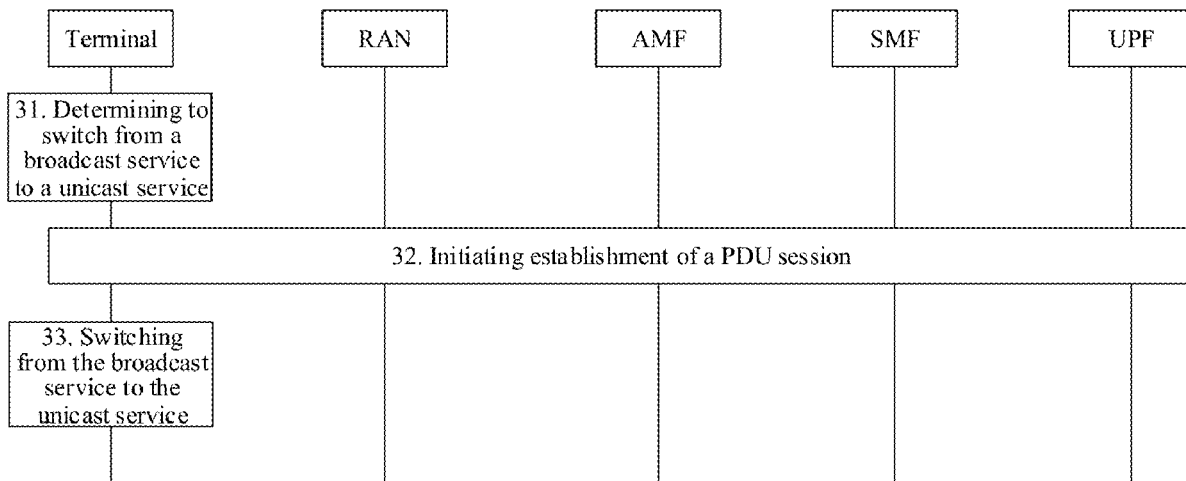 Terminal
RAN
AMF
SMF
UPF
31. Determining to
switch from a
broadcast service
to a unicast service
32. Initiating establishment of a PDU session
33. Switching
from the broadcast
service to the
unicast service